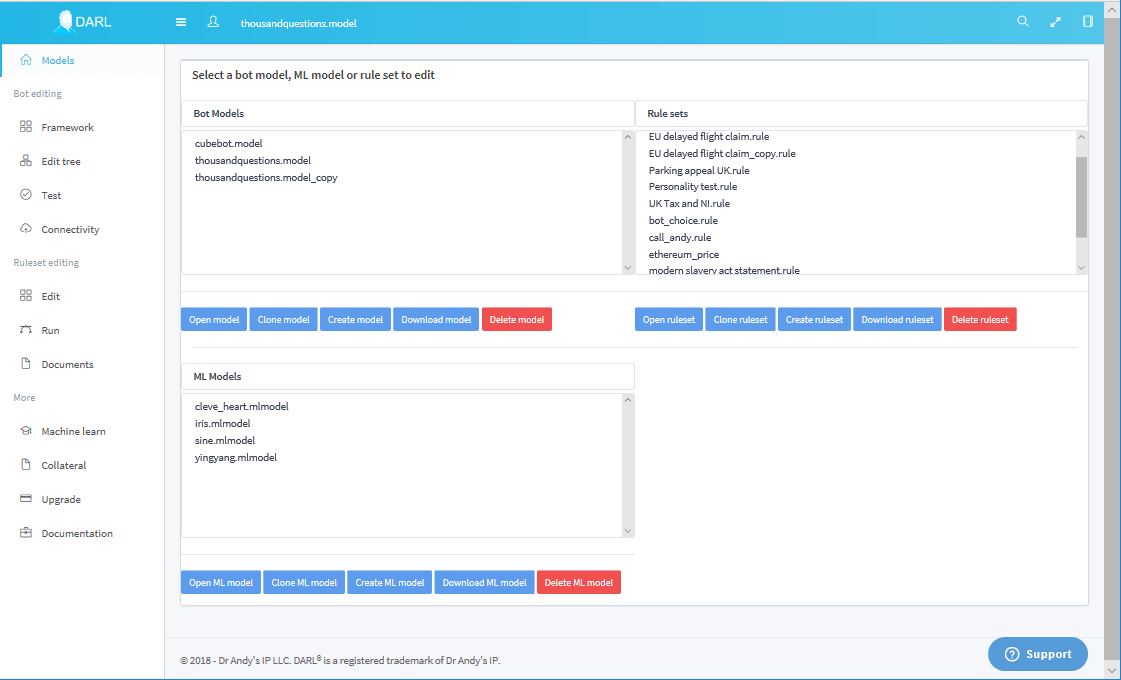 DARL
thousandquestions.model
Models
Bot editing
Framework
Edit tree
Test
Connectivity
Ruleset editing
Edit
Run
Documents
More
Machine learn
Collateral
Upgrade
Documentation
Select a bot model, ML model or rule set to edit
Bot Models
cubebot.model
thousandquestions.model
thousandquestions.model_copy
Open model Clone model Create model Download model Delete model
Rule sets
EU delayed flight claim.rule
EU delayed flight claim_copy.rule
Parking appeal UK.rule
Personality test.rule
UK Tax and NI.rule
bot_choice.rule
call_andy.rule
ethereum_price
modern slavery act statement.rule
Open ruleset Clone ruleset Create ruleset Download ruleset Delete ruleset
ML Models
cleve_heart.mlmodel
iris.mlmodel
sine.mlmodel
yingyang.mlmodel
Open ML model Clone ML model Create ML model Download ML model Delete ML model
© 2018 - Dr Andy's IP LLC. DARL® is a registered trademark of Dr Andy's IP.
Support